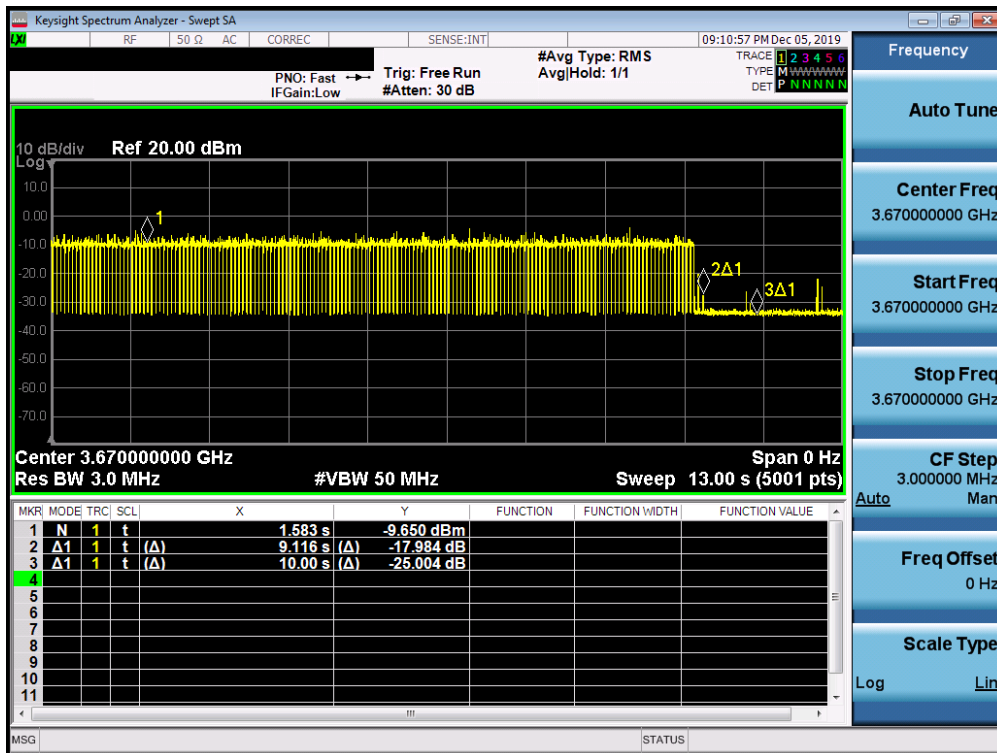 Keysight Spectrum Analyzer - Swept SA
LXI RF 50 Ω AC CORREC SENSE:INT 09:10:57 PM Dec 05, 2019
#Avg Type: RMS TRACE 1 2 3 4 5 6
PNO: Fast Trig: Free Run Avg|Hold: 1/1 TYPE M WWWWW
IFGain:Low #Atten: 30 dB DET P N N N N N
10 dB/div Ref 20.00 dBm
Log
10.0
0.00
-10.0
-20.0
-30.0
-40.0
-50.0
-60.0
-70.0
1
2Δ1
3Δ1
Center 3.670000000 GHz Span 0 Hz
Res BW 3.0 MHz #VBW 50 MHz Sweep 13.00 s (5001 pts)
MKR MODE TRC SCL X Y FUNCTION FUNCTION WIDTH FUNCTION VALUE
1 N 1 t 1.583 s -9.650 dBm
2 Δ1 1 t (Δ) 9.116 s (Δ) -17.984 dB
3 Δ1 1 t (Δ) 10.00 s (Δ) -25.004 dB
4
5
6
7
8
9
10
11
MSG STATUS
Frequency
Auto Tune
Center Freq
3.670000000 GHz
Start Freq
3.670000000 GHz
Stop Freq
3.670000000 GHz
CF Step
3.000000 MHz
Auto Man
Freq Offset
0 Hz
Scale Type
Log Lin